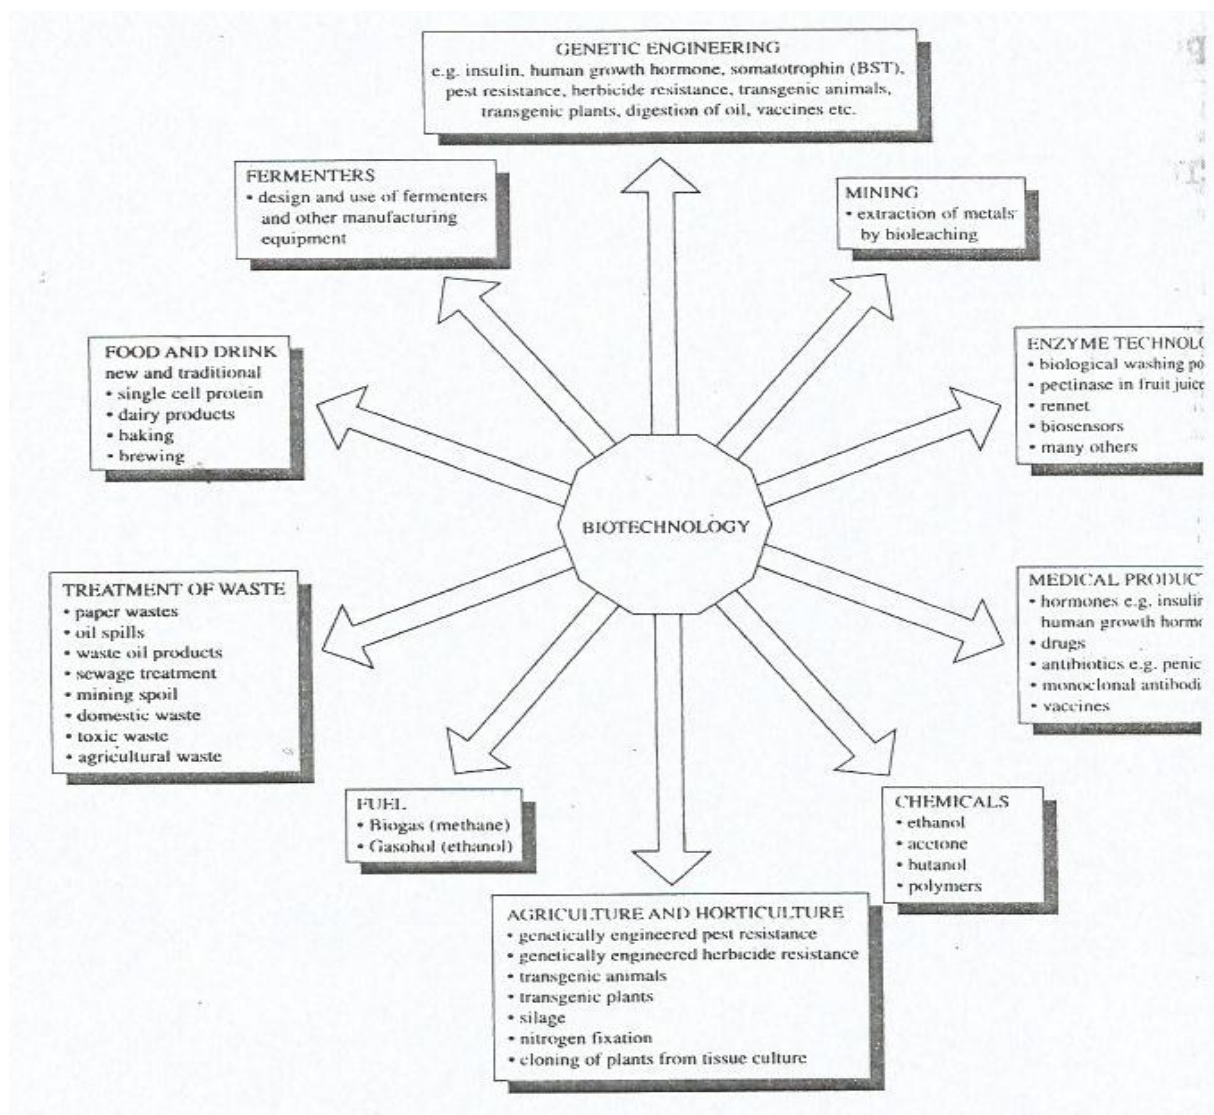 GENETIC ENGINEERING
e.g. insulin, human growth hormone, somatotrophin (BST),
pest resistance, herbicide resistance, transgenic animals,
transgenic plants, digestion of oil, vaccines etc.
FERMENTERS
• design and use of fermenters
and other manufacturing
equipment
MINING
• extraction of metals
by bioleaching
FOOD AND DRINK
new and traditional
• single cell protein
• dairy products
• baking
• brewing
ENZYME TECHNOLO
• biological washing po
• pectinase in fruit juice
• rennet
• biosensors
• many others
BIOTECHNOLOGY
TREATMENT OF WASTE
• paper wastes
• oil spills
• waste oil products
• sewage treatment
• mining spoil
• domestic waste
• toxic waste
• agricultural waste
MEDICAL PRODUC
• hormones e.g. insulin
human growth hormo
• drugs
• antibiotics e.g. penic
• monoclonal antibodi
• vaccines
FUEL
• Biogas (methane)
• Gasohol (ethanol)
CHEMICALS
• ethanol
• acetone
• butanol
• polymers
AGRICULTURE AND HORTICULTURE
• genetically engineered pest resistance
• genetically engineered herbicide resistance
• transgenic animals
• transgenic plants
• silage
• nitrogen fixation
• cloning of plants from tissue culture